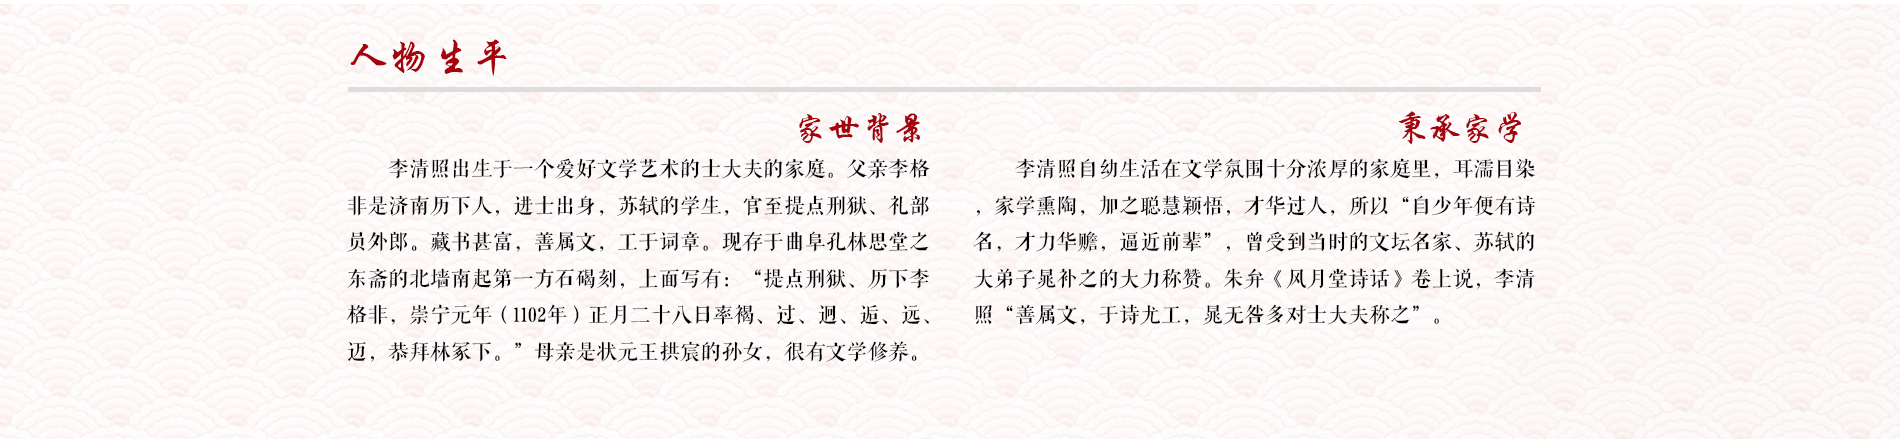 人物生平
家世背景
李清照出生于一个爱好文学艺术的士大夫的家庭。父亲李格
非是济南历下人，进士出身，苏轼的学生，官至提点刑狱、礼部
员外郎。藏书甚富，善属文，工于词章。现存于曲阜孔林思堂之
东斋的北墙南起第一方石碣刻，上面写有：“提点刑狱、历下李
格非，崇宁元年（1102年）正月二十八日率褐、过、迥、逅、远、
迈，恭拜林冢下。”母亲是状元王拱宸的孙女，很有文学修养。
秉承家学
李清照自幼生活在文学氛围十分浓厚的家庭里，耳濡目染
，家学熏陶，加之聪慧颖悟，才华过人，所以“自少年便有诗
名，才力华赡，逼近前辈”，曾受到当时的文坛名家、苏轼的
大弟子晁补之的大力称赞。朱弁《风月堂诗话》卷上说，李清
照“善属文，于诗尤工，晁无咎多对士大夫称之”。